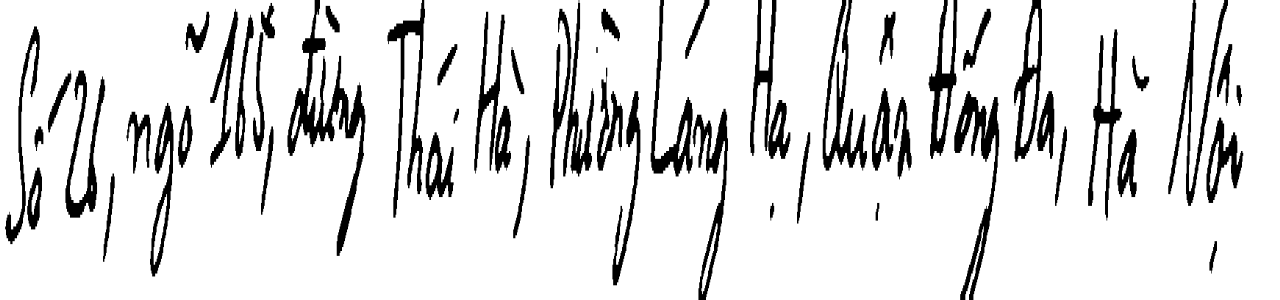 Số 26, ngõ 165, đường Thái Hà, Phường Láng Hạ, Quận Đống Đa, Hà Nội